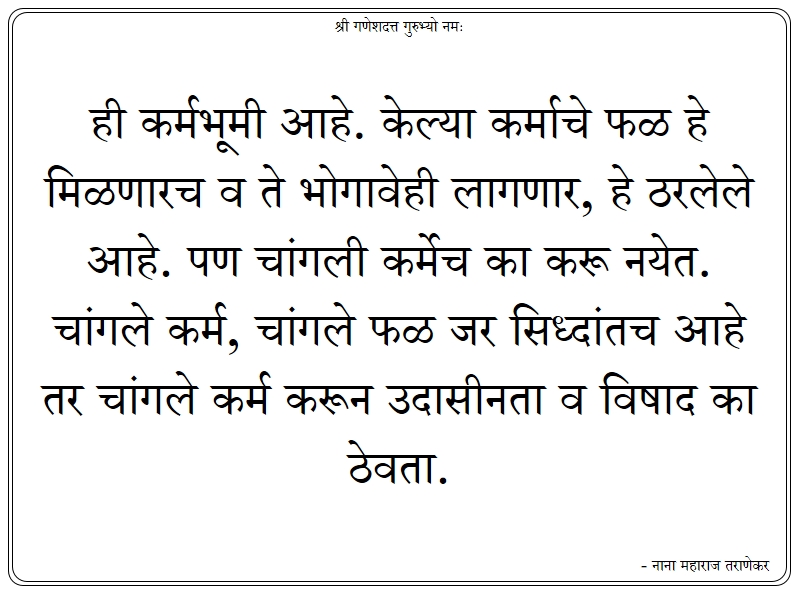 श्री गणेशदत्त गुरुभ्यो नमः
ही कर्मभूमी आहे. केल्या कर्माचे फळ हे
मिळणारच व ते भोगावेही लागणार, हे ठरलेले
आहे. पण चांगली कर्मेच का करू नयेत.
चांगले कर्म, चांगले फळ जर सिध्दांतच आहे
तर चांगले कर्म करून उदासीनता व विषाद का
ठेवता.
- नाना महाराज तराणेकर